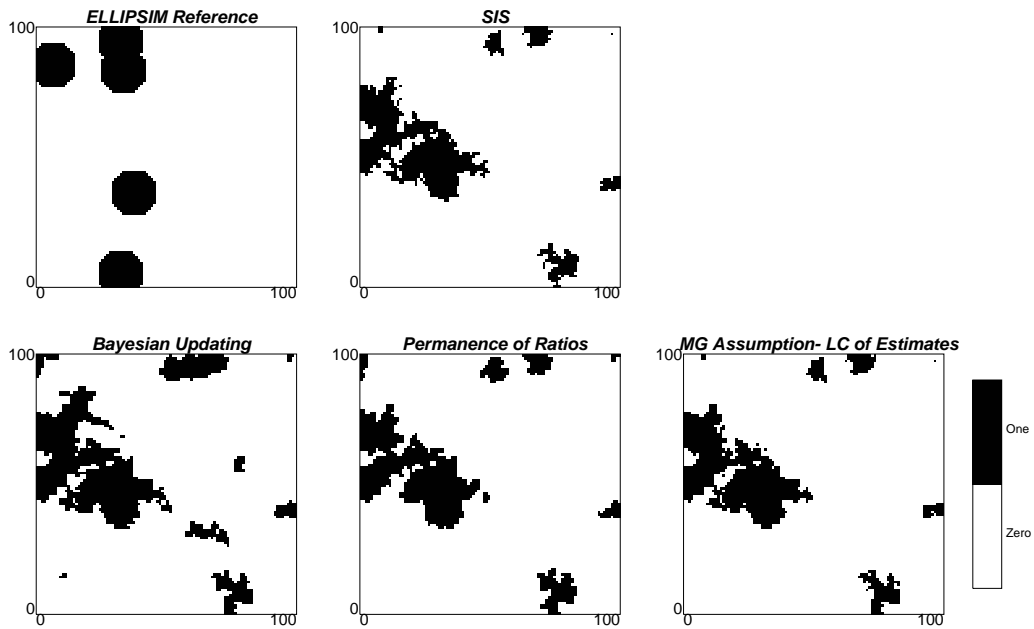 ELLIPSIM Reference
SIS
100
100
0
0
0
100
0
100
Bayesian Updating
Permanence of Ratios
MG Assumption- LC of Estimates
100
100
100
One
Zero
0
0
0
0
100
0
100
0
100